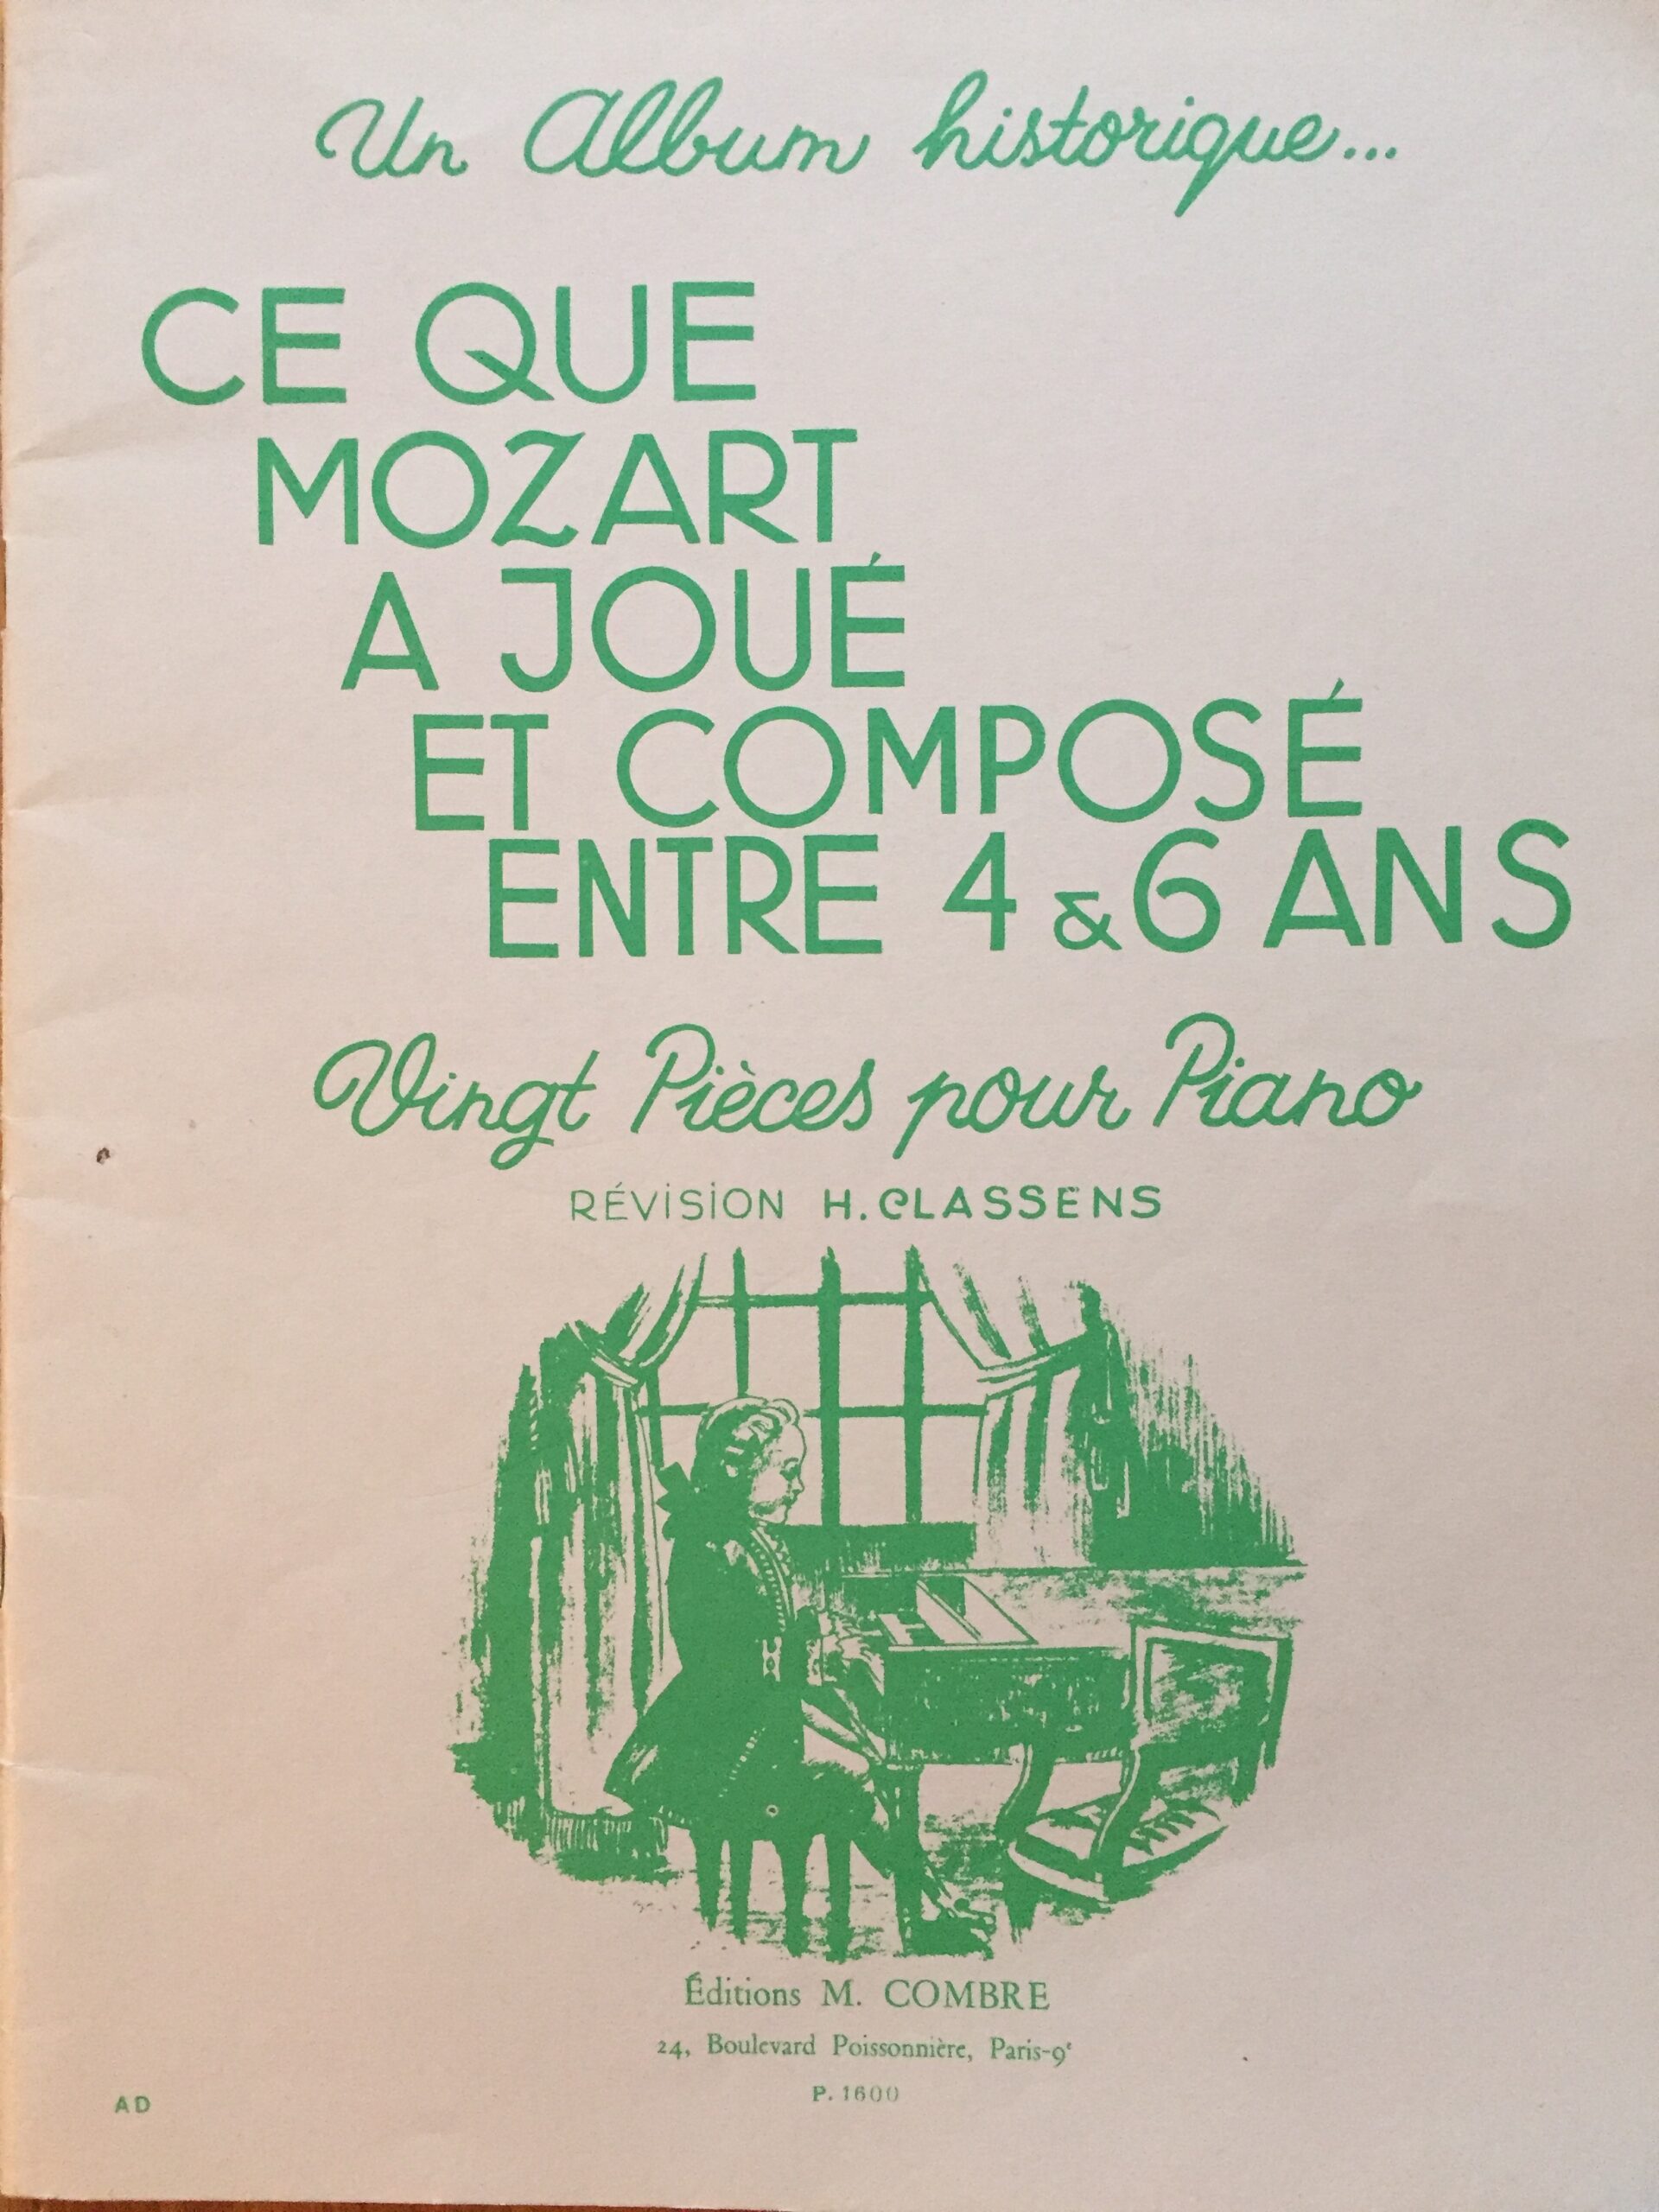 Un Album historique...
CE QUE
MOZART
A JOUÉ
ET COMPOSÉ
ENTRE 4 & 6 ANS
Vingt Pièces pour Piano
RÉVISION H. CLASSENS
Éditions M. COMBRE
24, Boulevard Poissonnière, Paris-9e
P. 1600
AD